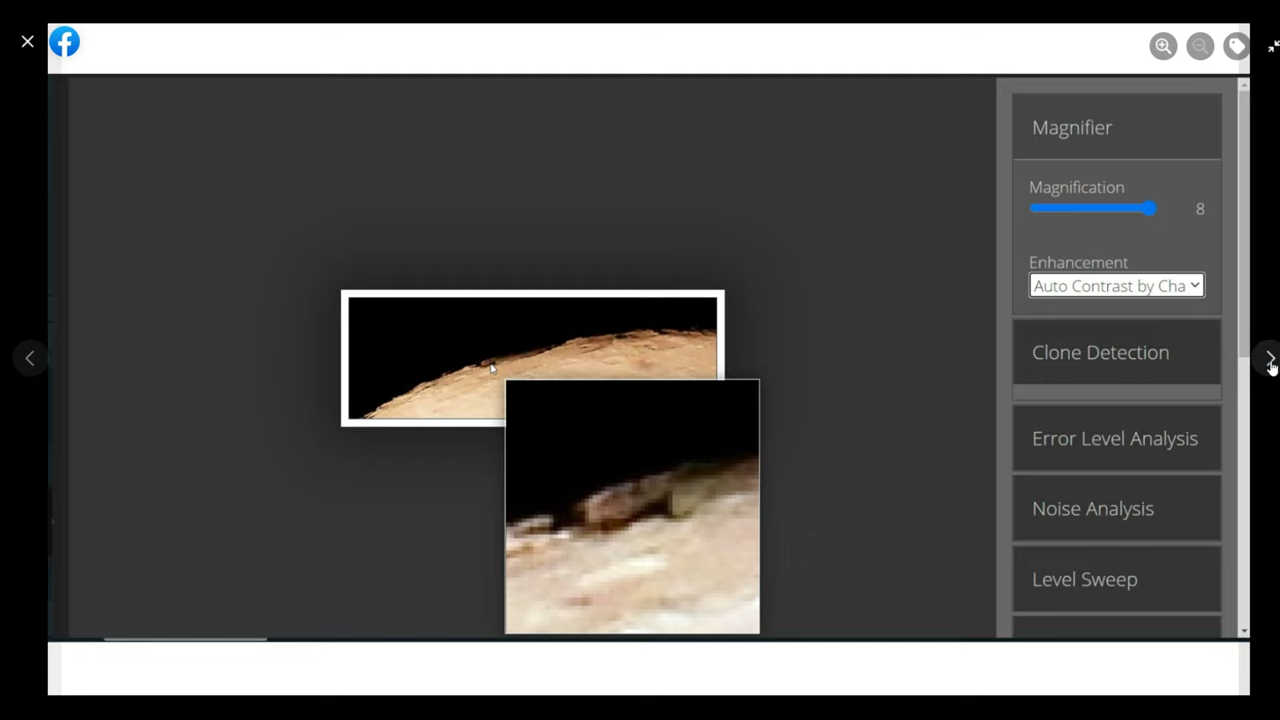 Magnifier
Magnification
8
Enhancement
Auto Contrast by Cha
Clone Detection
Error Level Analysis
Noise Analysis
Level Sweep